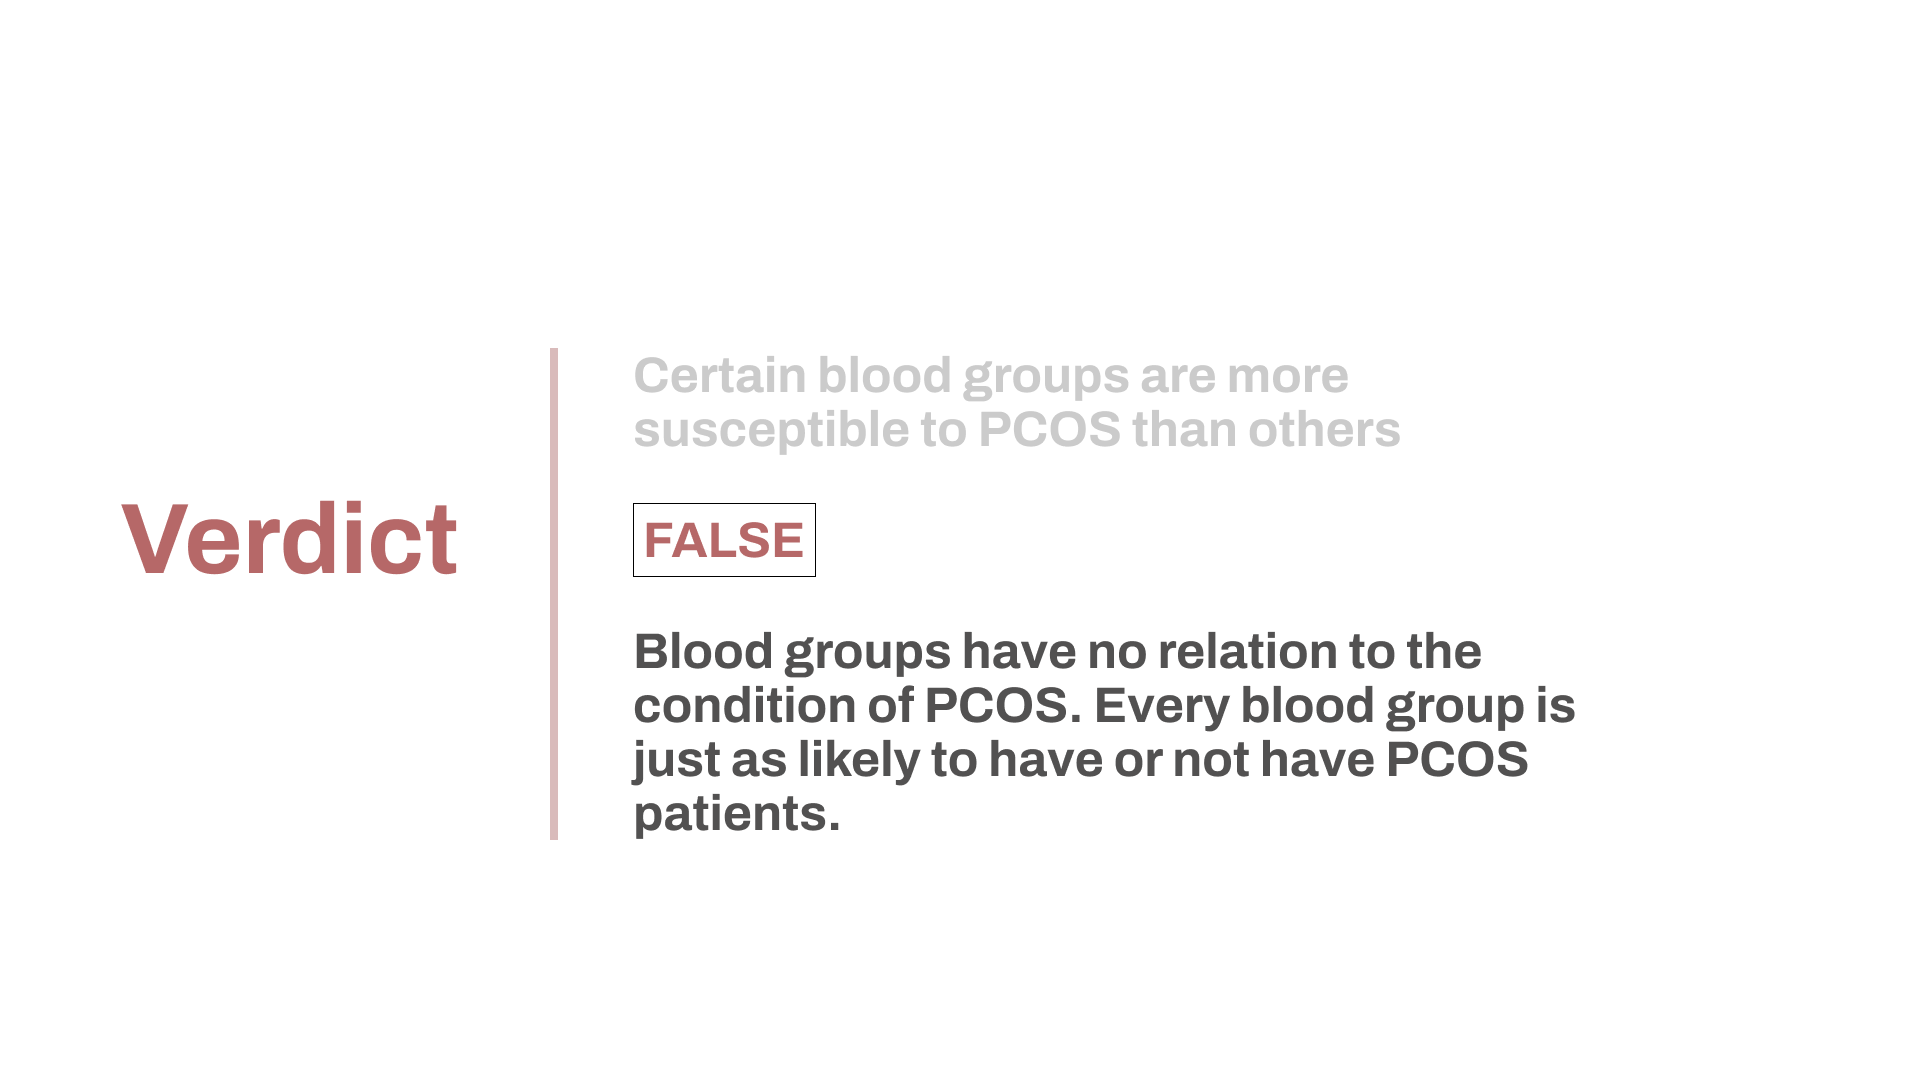 Verdict
Certain blood groups are more
susceptible to PCOS than others
FALSE
Blood groups have no relation to the
condition of PCOS. Every blood group is
just as likely to have or not have PCOS
patients.